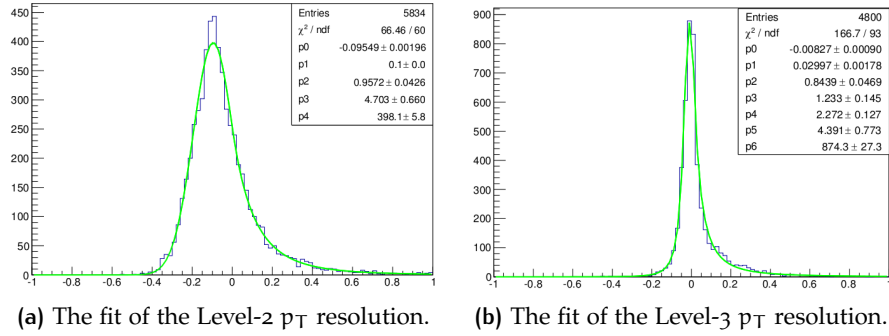 Entries 5834
χ² / ndf 66.46 / 60
p0 -0.09549 ± 0.00196
p1 0.1 ± 0.0
p2 0.9572 ± 0.0426
p3 4.703 ± 0.660
p4 398.1 ± 5.8
450
400
350
300
250
200
150
100
50
0
-1 -0.8 -0.6 -0.4 -0.2 0 0.2 0.4 0.6 0.8 1
(a) The fit of the Level-2 pT resolution.
Entries 4800
χ² / ndf 166.7 / 93
p0 -0.00827 ± 0.00090
p1 0.02997 ± 0.00178
p2 0.8439 ± 0.0469
p3 1.233 ± 0.145
p4 2.272 ± 0.127
p5 4.391 ± 0.773
p6 874.3 ± 27.3
900
800
700
600
500
400
300
200
100
0
-1 -0.8 -0.6 -0.4 -0.2 0 0.2 0.4 0.6 0.8 1
(b) The fit of the Level-3 pT resolution.